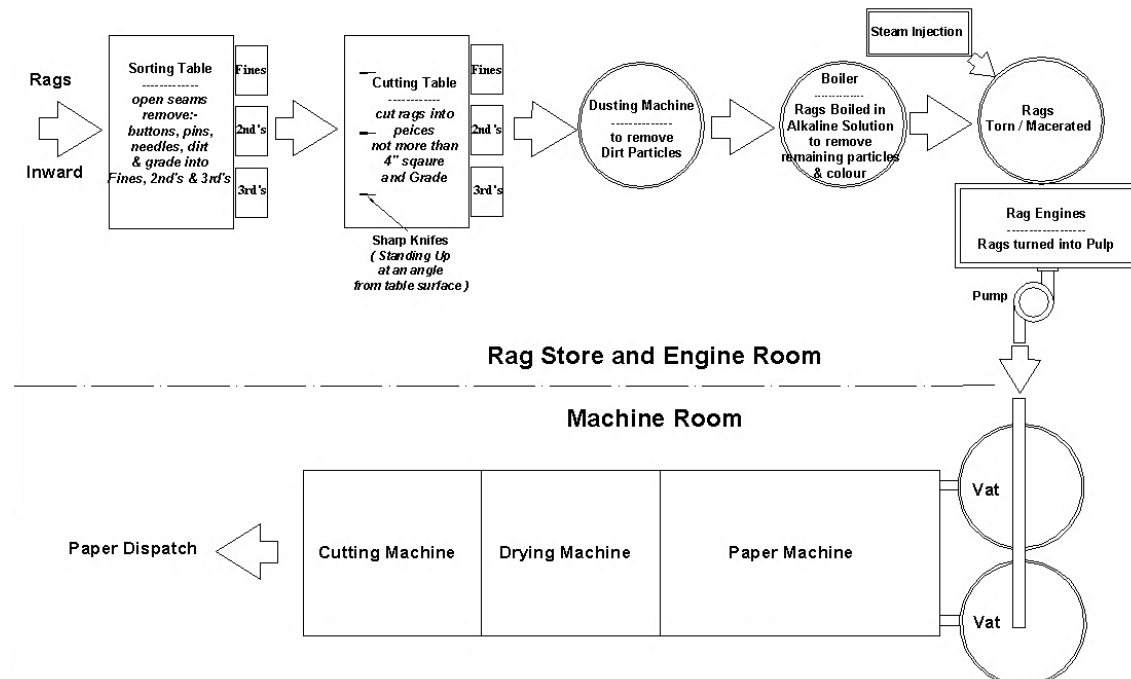 Rags
Inward
Sorting Table
-------------
open seams
remove:-
buttons, pins,
needles, dirt
& grade into
Fines, 2nd's & 3rd's
Fines
2nd's
3rd's
Cutting Table
-------------
cut rags into
peices
not more than
4" sqaure
and Grade
Fines
2nd's
3rd's
Sharp Knifes
( Standing Up
at an angle
from table surface )
Dusting Machine
-------------
to remove
Dirt Particles
Boiler
-------------
Rags Boiled in
Alkaline Solution
to remove
remaining particles
& colour
Steam Injection
Rags
Torn / Macerated
Rag Engines
------------------
Rags turned into Pulp
Pump
Rag Store and Engine Room
Machine Room
Vat
Vat
Paper Machine
Drying Machine
Cutting Machine
Paper Dispatch